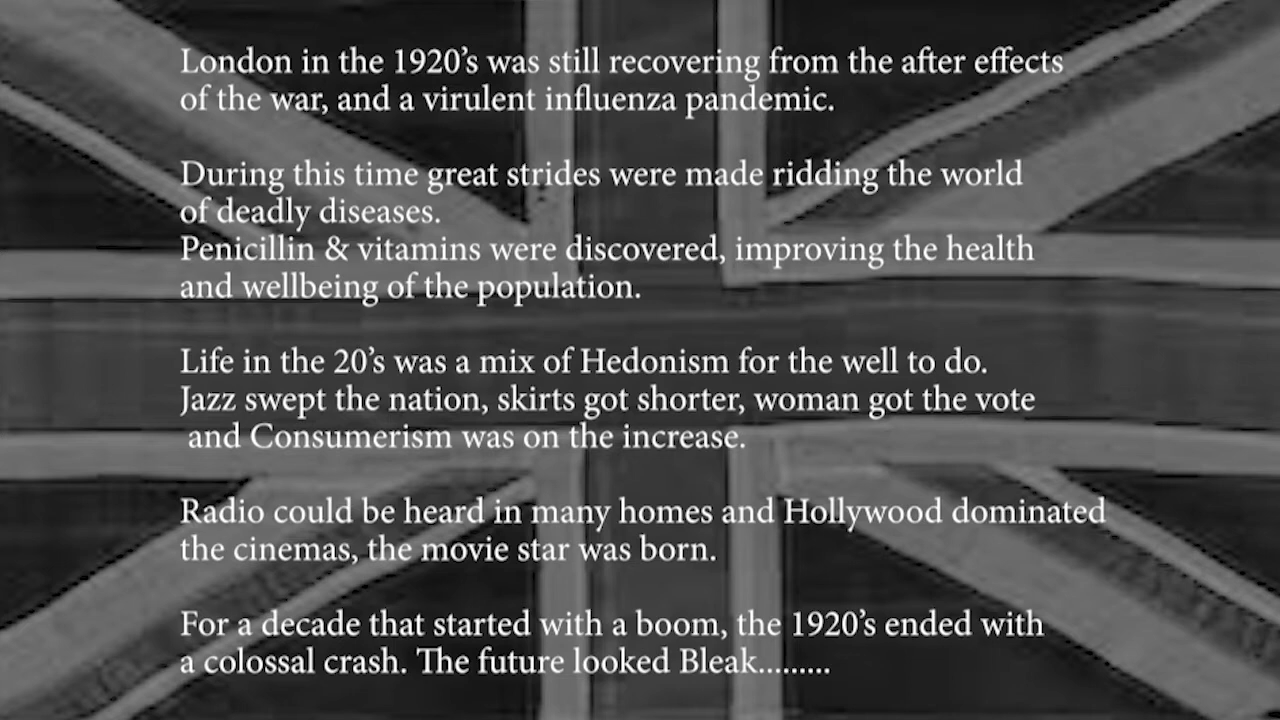 London in the 1920’s was still recovering from the after effects
of the war, and a virulent influenza pandemic.
During this time great strides were made ridding the world
of deadly diseases.
Penicillin & vitamins were discovered, improving the health
and wellbeing of the population.
Life in the 20’s was a mix of Hedonism for the well to do.
Jazz swept the nation, skirts got shorter, woman got the vote
and Consumerism was on the increase.
Radio could be heard in many homes and Hollywood dominated
the cinemas, the movie star was born.
For a decade that started with a boom, the 1920’s ended with
a colossal crash. The future looked Bleak.........